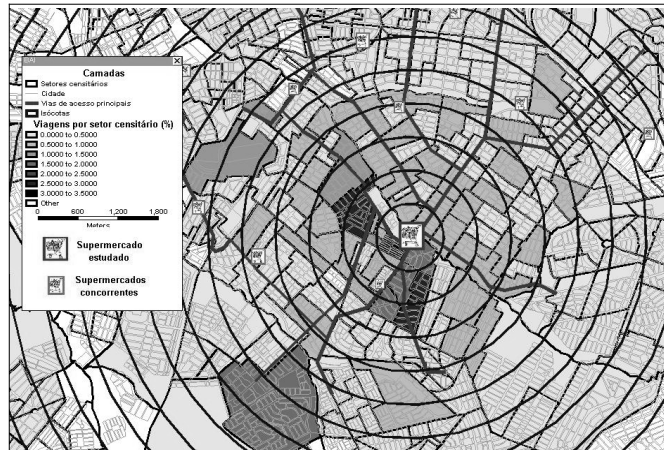 Camadas
Setores censitários
Cidade
Vias de acesso principais
Isócotas
Viagens por setor censitário (%)
0.0000 to 0.5000
0.5000 to 1.0000
1.0000 to 1.5000
1.5000 to 2.0000
2.0000 to 2.5000
2.5000 to 3.0000
3.0000 to 3.5000
Other
0 600 1,200 1,800
Meters
Supermercado
estudado
Supermercados
concorrentes